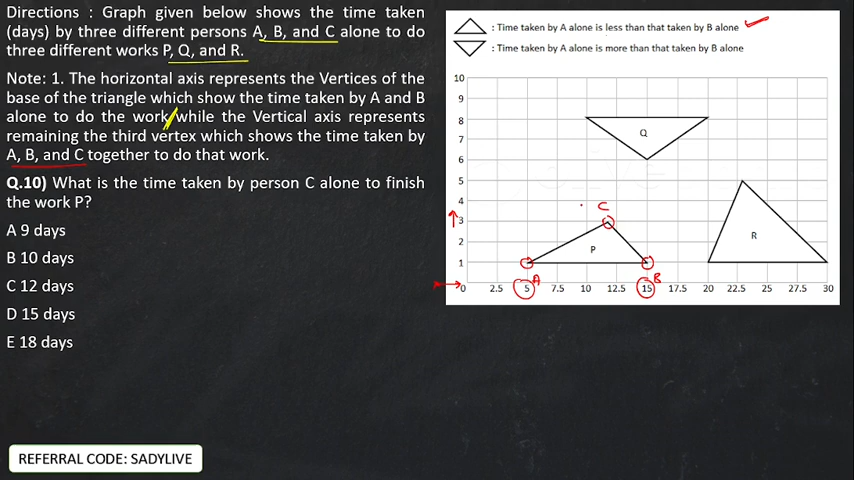 Directions : Graph given below shows the time taken
(days) by three different persons A, B, and C alone to do
three different works P, Q, and R.
Note: 1. The horizontal axis represents the Vertices of the
base of the triangle which show the time taken by A and B
alone to do the work while the Vertical axis represents
remaining the third vertex which shows the time taken by
A, B, and C together to do that work.
Q.10) What is the time taken by person C alone to finish
the work P?
A 9 days
B 10 days
C 12 days
D 15 days
E 18 days
REFERRAL CODE: SADYLIVE
: Time taken by A alone is less than that taken by B alone
: Time taken by A alone is more than that taken by B alone
10
9
8
7
6
5
4
3
2
1
0 2.5 5 7.5 10 12.5 15 17.5 20 22.5 25 27.5 30
Q
C
P
R
A
B